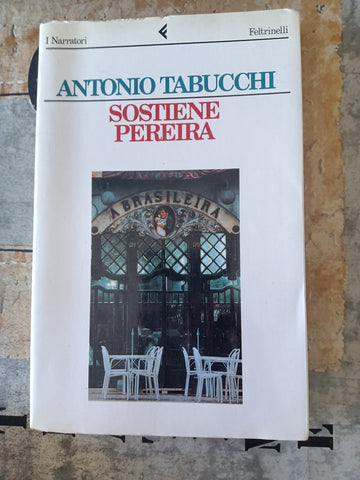 I Narratori
Feltrinelli
ANTONIO TABUCCHI
SOSTIENE
PEREIRA
A BRASILEIRA